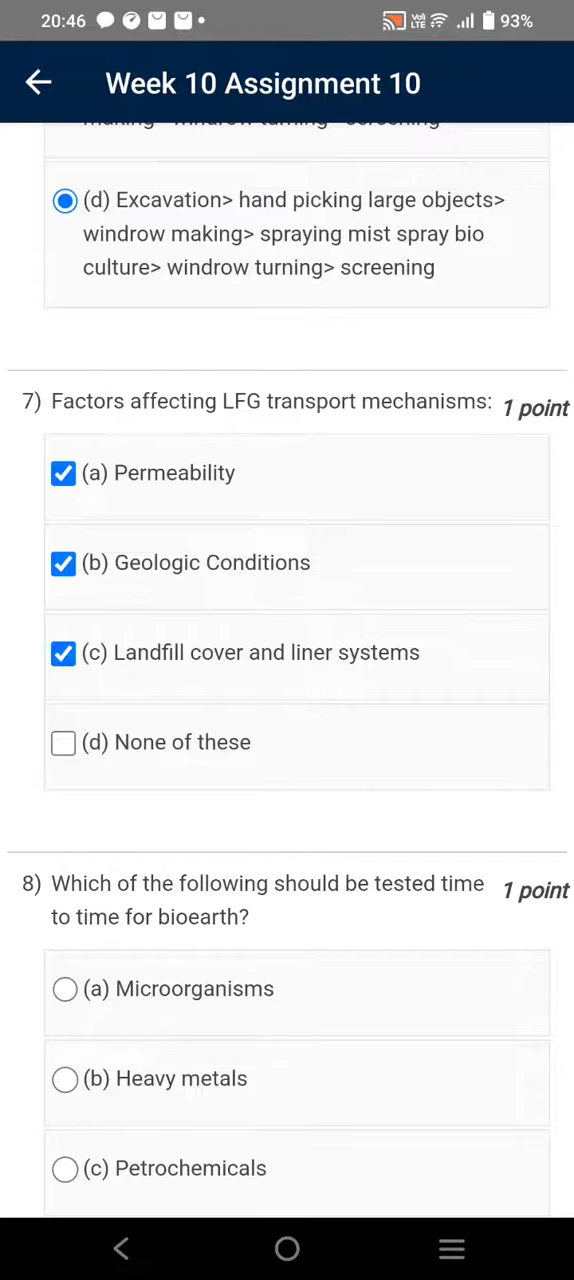 20:46
Vo) LTE 93%
Week 10 Assignment 10
(d) Excavation> hand picking large objects>
windrow making> spraying mist spray bio
culture> windrow turning> screening
7) Factors affecting LFG transport mechanisms: 1 point
(a) Permeability
(b) Geologic Conditions
(c) Landfill cover and liner systems
(d) None of these
8) Which of the following should be tested time 1 point
to time for bioearth?
(a) Microorganisms
(b) Heavy metals
(c) Petrochemicals